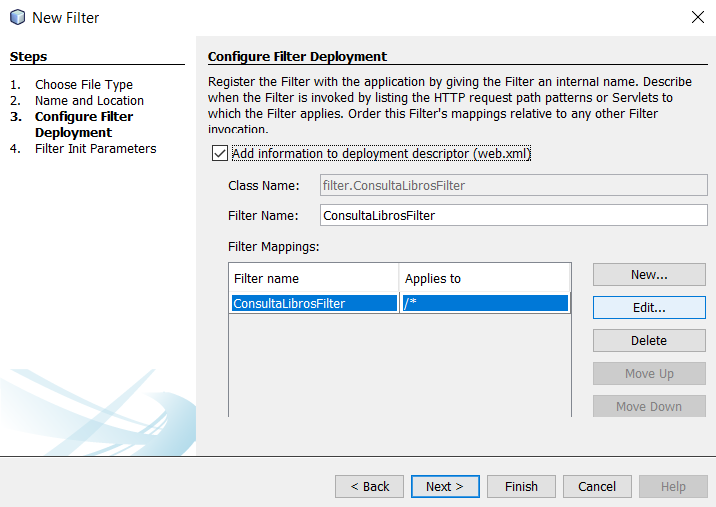 New Filter
Steps
1. Choose File Type
2. Name and Location
3. Configure Filter
Deployment
4. Filter Init Parameters
Configure Filter Deployment
Register the Filter with the application by giving the Filter an internal name. Describe
when the Filter is invoked by listing the HTTP request path patterns or Servlets to
which the Filter applies. Order this Filter's mappings relative to any other Filter
invocation.
Add information to deployment descriptor (web.xml)
Class Name: filter.ConsultaLibrosFilter
Filter Name: ConsultaLibrosFilter
Filter Mappings:
Filter name Applies to
ConsultaLibrosFilter /*
New...
Edit...
Delete
Move Up
Move Down
< Back Next > Finish Cancel Help